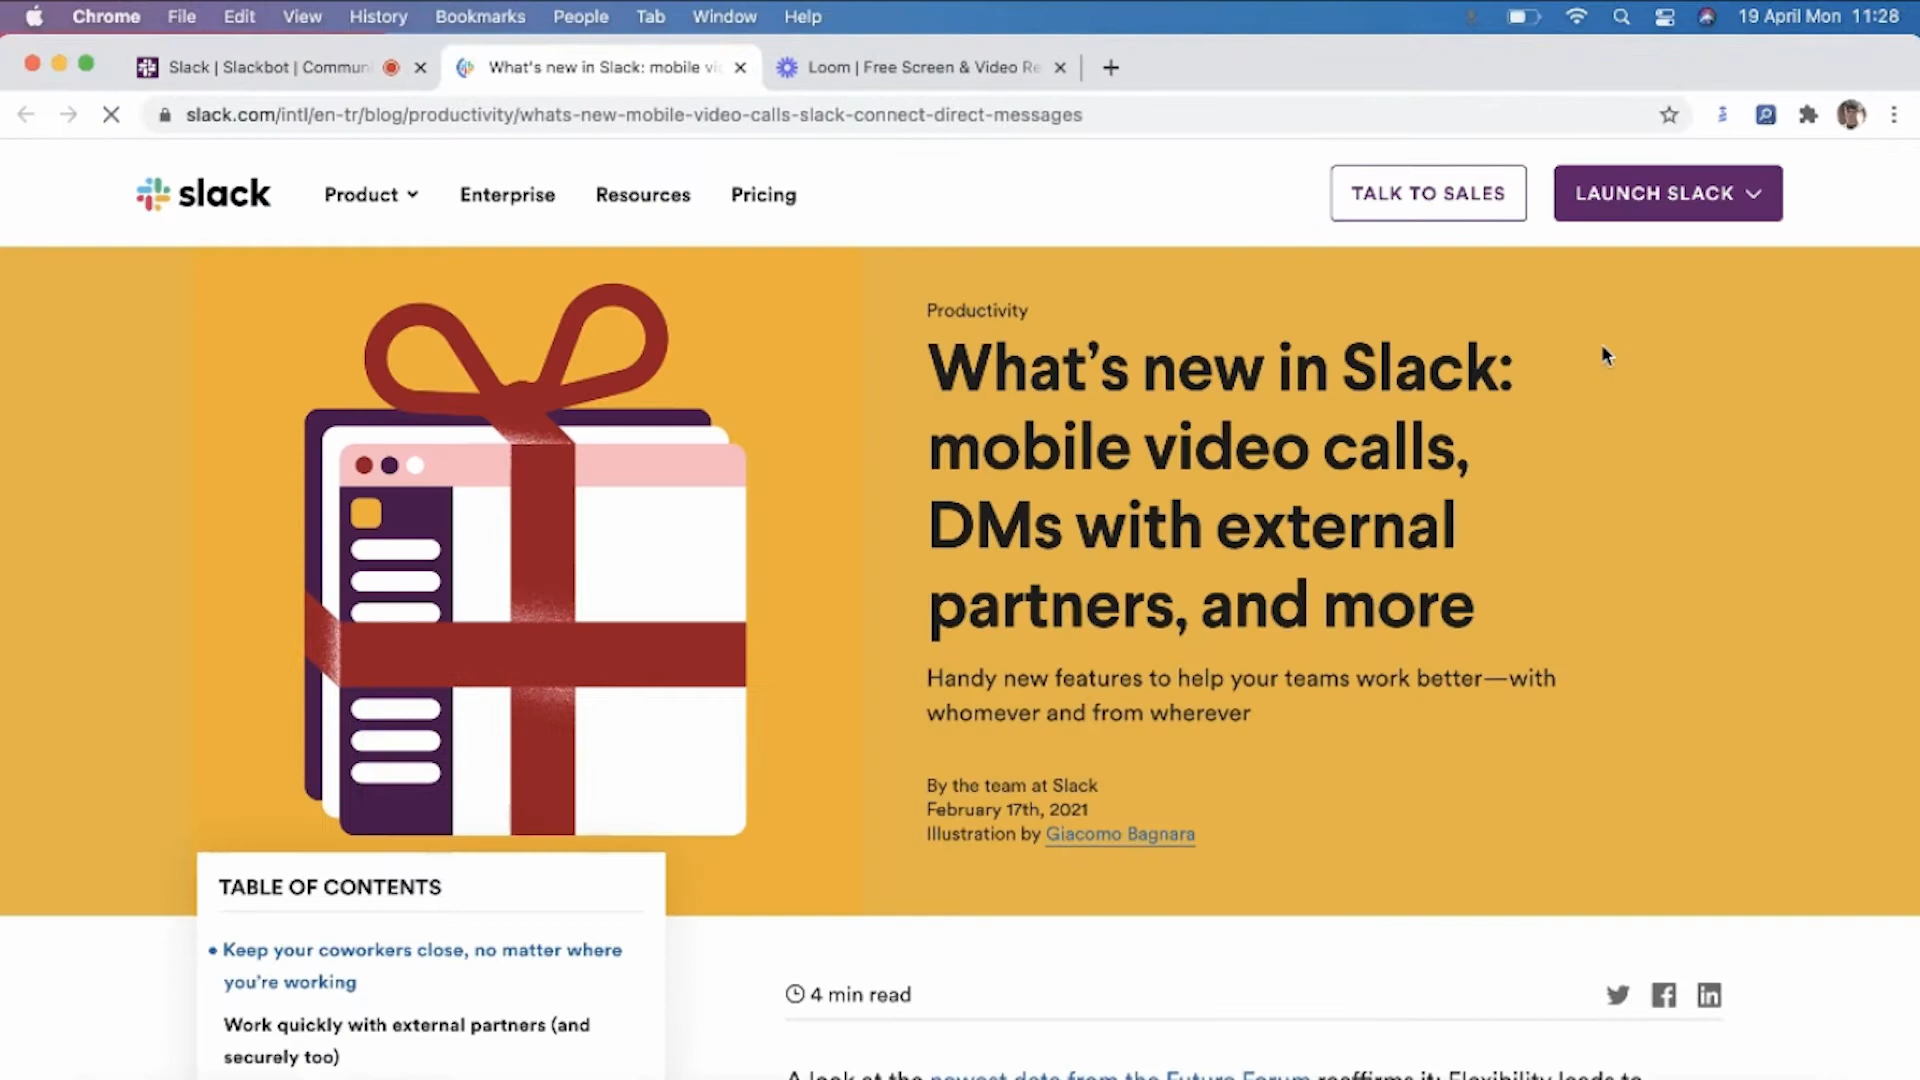 Chrome File Edit View History Bookmarks People Tab Window Help 19 April Mon 11:28
Slack | Slackbot | Commun What's new in Slack: mobile vi Loom | Free Screen & Video Re
slack.com/intl/en-tr/blog/productivity/whats-new-mobile-video-calls-slack-connect-direct-messages
slack Product Enterprise Resources Pricing TALK TO SALES LAUNCH SLACK
Productivity
What's new in Slack:
mobile video calls,
DMs with external
partners, and more
Handy new features to help your teams work better—with
whomever and from wherever
By the team at Slack
February 17th, 2021
Illustration by Giacomo Bagnara
TABLE OF CONTENTS
• Keep your coworkers close, no matter where
you're working
Work quickly with external partners (and
securely too)
4 min read
A look at the newest data from the Future Forum reaffirms it: Flexibility leads to